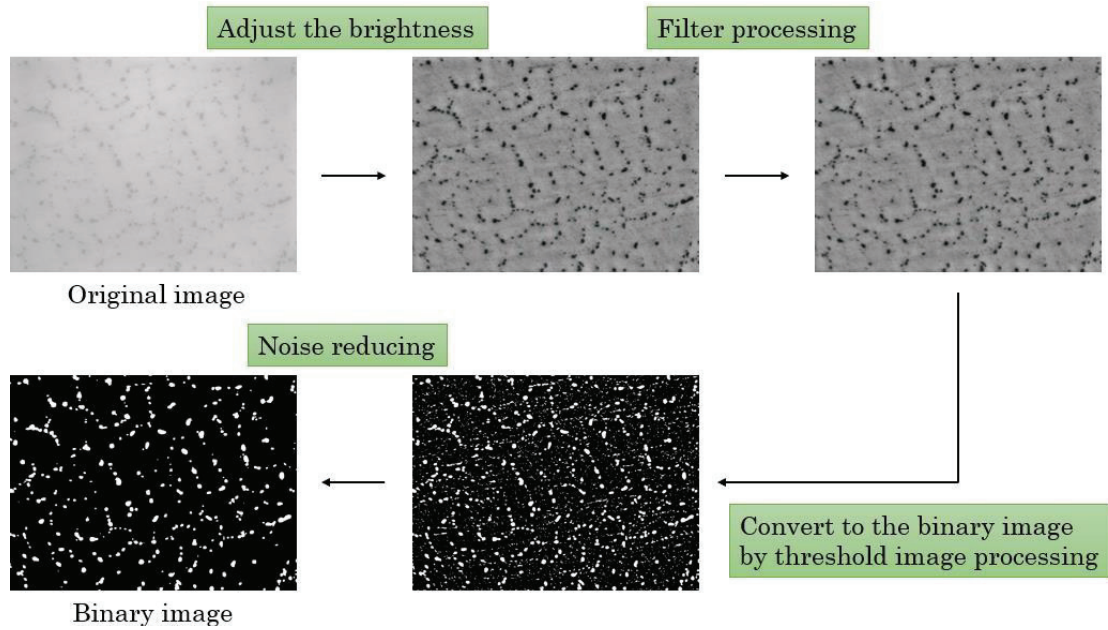 Adjust the brightness
Filter processing
Original image
Noise reducing
Convert to the binary image
by threshold image processing
Binary image